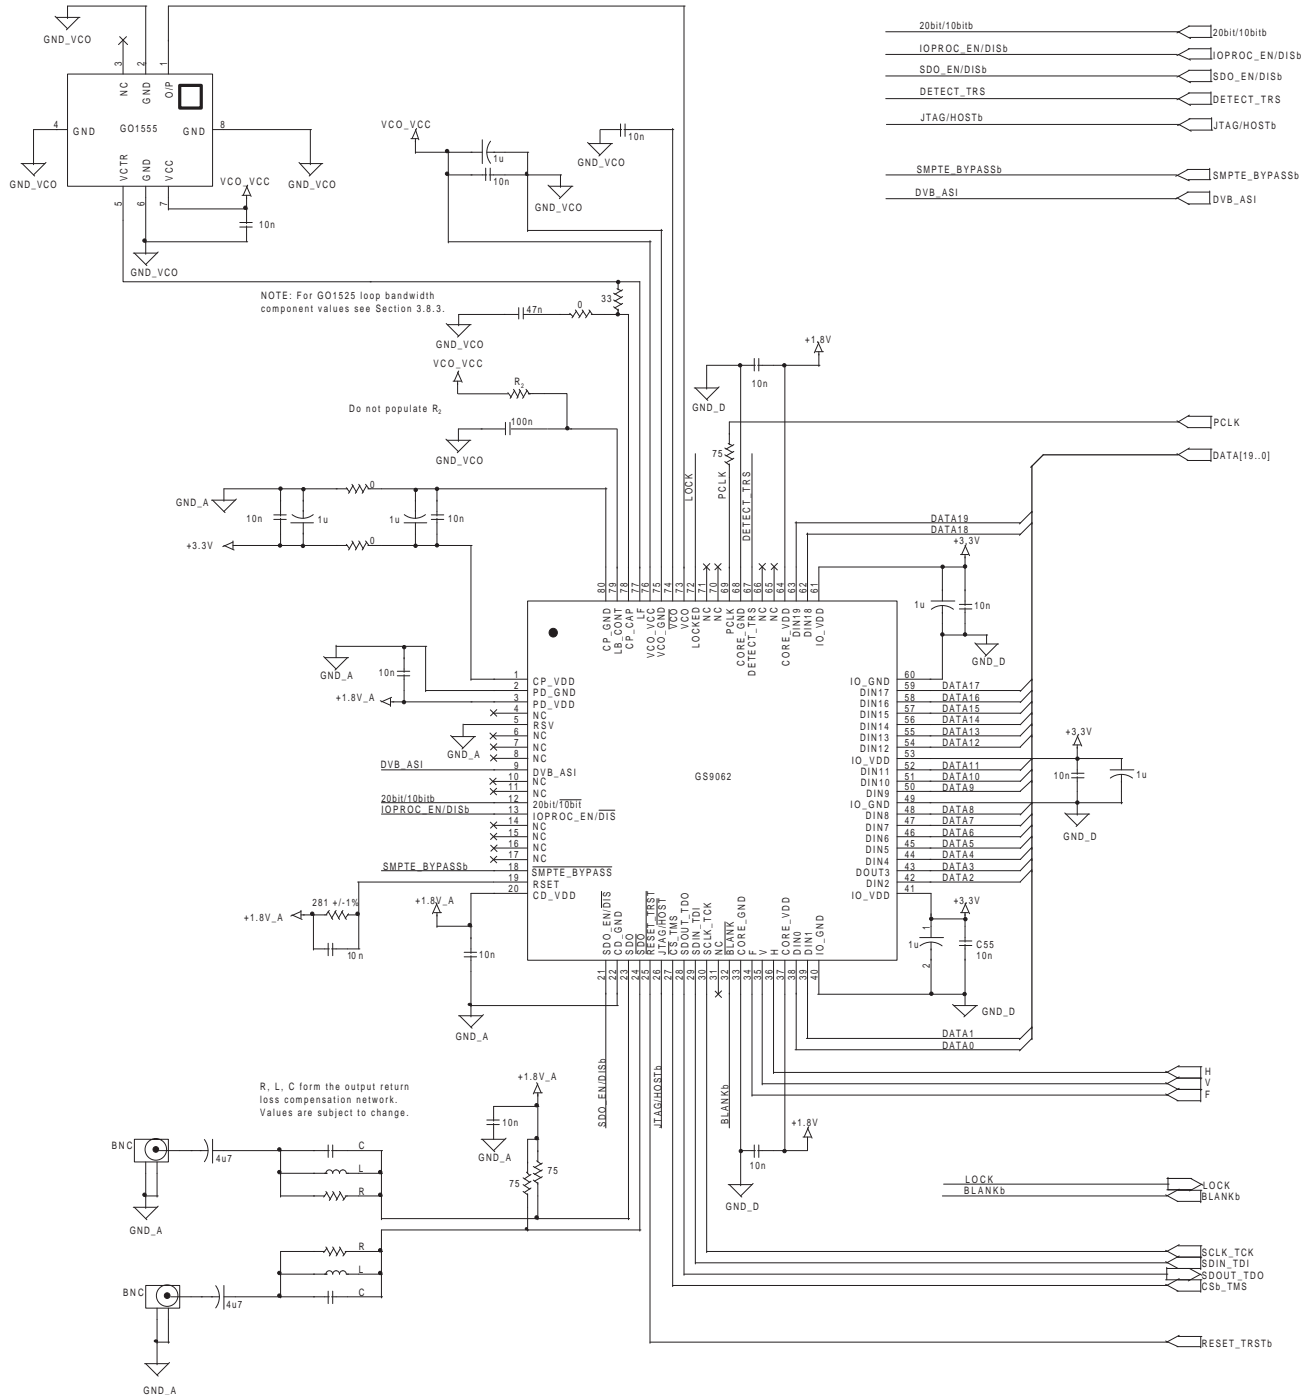 GND_VCO
3
2
1
NC
GND
O/P
4
GND
GO1555
GND
8
GND_VCO
GND_VCO
VCTR
GND
VCC
5
6
7
VCO_VCC
10n
GND_VCO
VCO_VCC
1u
10n
GND_VCO
10n
GND_VCO
20bit/10bitb
20bit/10bitb
IOPROC_EN/DISb
IOPROC_EN/DISb
SDO_EN/DISb
SDO_EN/DISb
DETECT_TRS
DETECT_TRS
JTAG/HOSTb
JTAG/HOSTb
SMPTE_BYPASSb
SMPTE_BYPASSb
DVB_ASI
DVB_ASI
NOTE: For GO1525 loop bandwidth
component values see Section 3.8.3.
33
47n
0
GND_VCO
VCO_VCC
R2
Do not populate R2
100n
GND_VCO
+1.8V
10n
GND_D
75
PCLK
DATA[19..0]
GND_A
0
10n
1u
1u
10n
+3.3V
0
LOCK
PCLK
DETECT_TRS
DATA19
DATA18
80
79
78
77
76
75
74
73
72
71
70
69
68
67
66
65
64
63
62
61
CP_GND
LB_CONT
CP_CAP
LF
VCO_VCC
VCO_GND
VCO
VCO
LOCKED
NC
NC
PCLK
CORE_GND
DETECT_TRS
NC
NC
CORE_VDD
DIN19
DIN18
IO_VDD
+3.3V
1u
10n
GND_D
GND_A
10n
+1.8V_A
GND_A
1
CP_VDD
2
PD_GND
3
PD_VDD
4
NC
5
RSV
6
NC
7
NC
8
NC
DVB_ASI
9
DVB_ASI
10
NC
11
NC
20bit/10bitb
12
20bit/10bit
IOPROC_EN/DISb
13
IOPROC_EN/DIS
14
NC
15
NC
16
NC
17
NC
SMPTE_BYPASSb
18
SMPTE_BYPASS
19
RSET
20
CD_VDD
GS9062
IO_GND
60
DIN17
59
DATA17
DIN16
58
DATA16
DIN15
57
DATA15
DIN14
56
DATA14
DIN13
55
DATA13
DIN12
54
DATA12
IO_VDD
53
DIN11
52
DATA11
DIN10
51
DATA10
DIN9
50
DATA9
IO_GND
49
DIN8
48
DATA8
DIN7
47
DATA7
DIN6
46
DATA6
DIN5
45
DATA5
DIN4
44
DATA4
DOUT3
43
DATA3
DIN2
42
DATA2
IO_VDD
41
+3.3V
10n
1u
GND_D
+1.8V_A
281 +/-1%
10n
+1.8V_A
10n
GND_A
SDO_EN/DIS
CD_GND
SDO
SDO
RESET_TRST
JTAG/HOST
CS_TMS
SDOUT_TDO
SDIN_TDI
SCLK_TCK
NC
BLANK
CORE_GND
F
V
H
CORE_VDD
DIN0
DIN1
IO_GND
21
22
23
24
25
26
27
28
29
30
31
32
33
34
35
36
37
38
39
40
+3.3V
1u
1
2
C55
10n
GND_D
DATA1
DATA0
SDO_EN/DISb
JTAG/HOSTb
BLANKb
H
V
F
+1.8V
10n
GND_D
R, L, C form the output return
loss compensation network.
Values are subject to change.
+1.8V_A
10n
GND_A
75
75
BNC
4u7
C
L
R
GND_A
R
L
C
BNC
4u7
GND_A
LOCK
LOCK
BLANKb
BLANKb
SCLK_TCK
SDIN_TDI
SDOUT_TDO
CSb_TMS
RESET_TRSTb